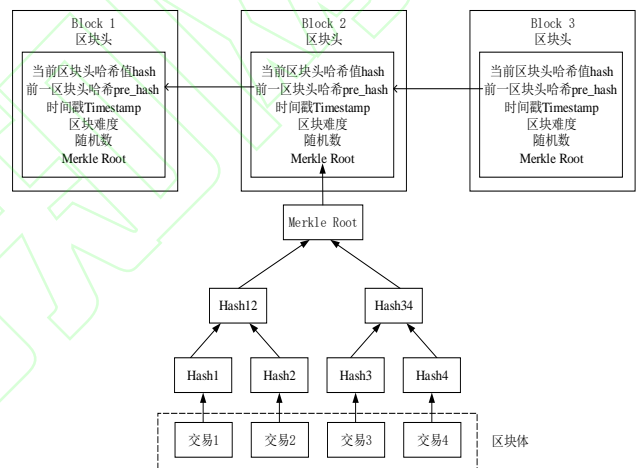 Block 1
区块头
当前区块头哈希值hash
前一区块头哈希pre_hash
时间戳Timestamp
区块难度
随机数
Merkle Root
Block 2
区块头
当前区块头哈希值hash
前一区块头哈希pre_hash
时间戳Timestamp
区块难度
随机数
Merkle Root
Block 3
区块头
当前区块头哈希值hash
前一区块头哈希pre_hash
时间戳Timestamp
区块难度
随机数
Merkle Root
Merkle Root
Hash12
Hash34
Hash1
Hash2
Hash3
Hash4
交易1
交易2
交易3
交易4
区块体